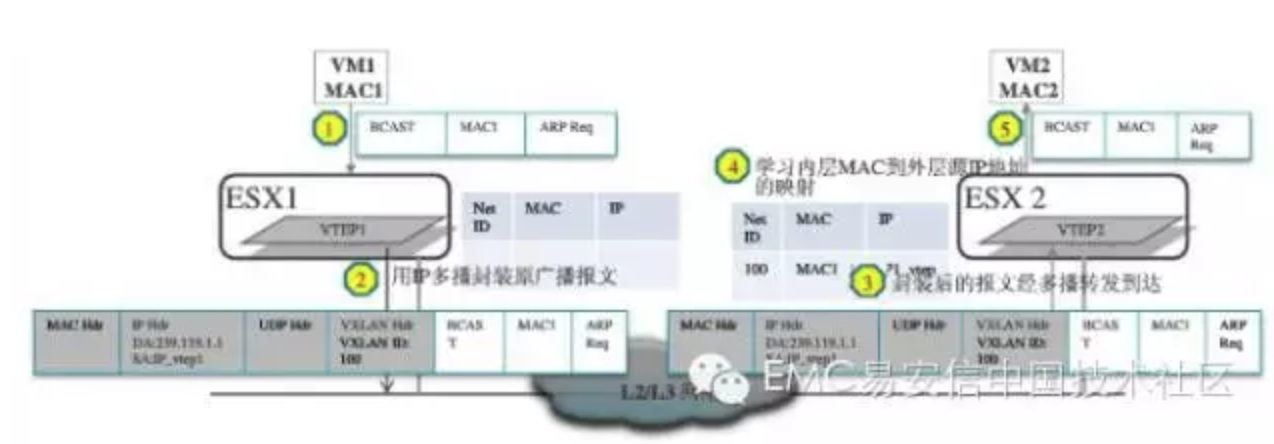 VM1
MAC1
1
BCAST MAC1 ARP Req
ESX1
VTEP1
Net ID MAC IP
2 用IP多播封装原广播报文
MAC Hdr
IP Hdr
DA:239.119.1.1
SA:IP_vtep1
UDP Hdr
VXLAN Hdr
VXLAN ID:
100
BCAS
T
MAC1
ARP
Req
VM2
MAC2
5
BCAST MAC1 ARP
Req
4 学习内层MAC到外层源IP地址
的映射
Net ID MAC IP
100 MAC1
ESX 2
VTEP2
3 封装后的报文经多播转发到达
MAC Hdr
IP Hdr
DA:239.119.1.1
SA:IP_vtep1
UDP Hdr
VXLAN Hdr
VXLAN ID:
100
BCAS
T
MAC1
ARP
Req
L2/L3
EMC易安信中国技术社区